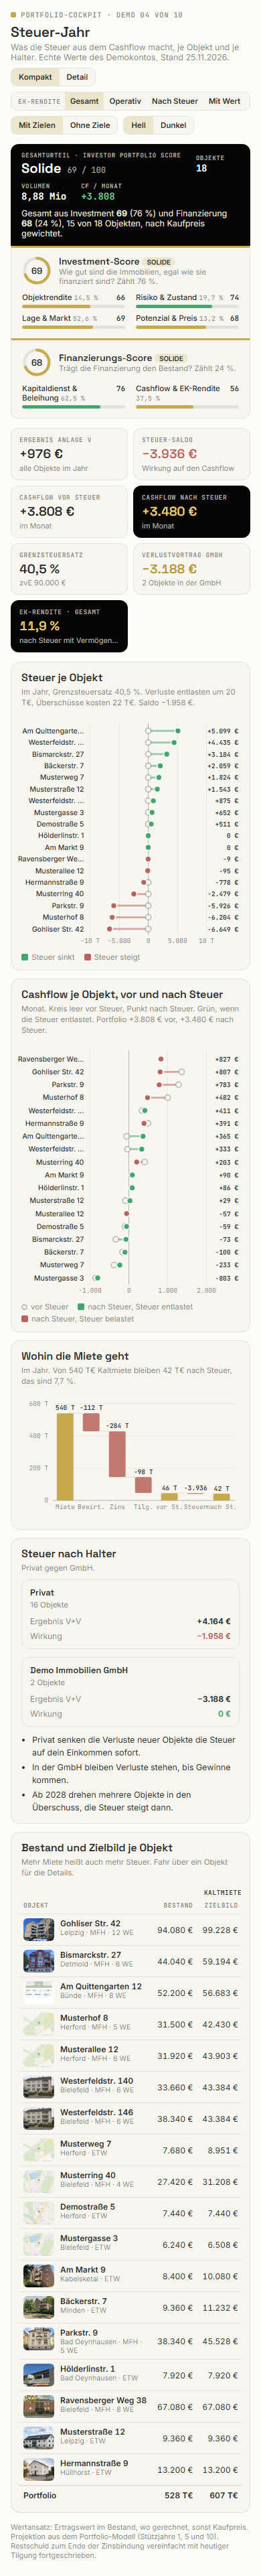 PORTFOLIO-COCKPIT · DEMO 04 VON 10
Steuer-Jahr
Was die Steuer aus dem Cashflow macht, je Objekt und je
Halter. Echte Werte des Demokontos, Stand 25.11.2026.
Kompakt Detail
EK-RENDITE Gesamt Operativ Nach Steuer Mit Wert
Mit Zielen Ohne Ziele Hell Dunkel
GESAMTURTEIL · INVESTOR PORTFOLIO SCORE
Solide 69 / 100
OBJEKTE
18
VOLUMEN
8,88 Mio
CF / MONAT
+3.808
Gesamt aus Investment 69 (76 %) und Finanzierung
68 (24 %), 15 von 18 Objekten, nach Kaufpreis
gewichtet.
69
Investment-Score SOLIDE
Wie gut sind die Immobilien, egal wie sie
finanziert sind? Zählt 76 %.
Objektrendite 14,5 % 66
Risiko & Zustand 19,7 % 74
Lage & Markt 52,6 % 69
Potenzial & Preis 13,2 % 68
68
Finanzierungs-Score SOLIDE
Trägt die Finanzierung den Bestand? Zählt 24 %.
Kapitaldienst &
Beleihung 62,5 % 76
Cashflow & EK-Rendite
37,5 % 56
ERGEBNIS ANLAGE V
+976 €
alle Objekte im Jahr
STEUER-SALDO
−3.936 €
Wirkung auf den Cashflow
CASHFLOW VOR STEUER
+3.808 €
im Monat
CASHFLOW NACH STEUER
+3.480 €
im Monat
GRENZSTEUERSATZ
40,5 %
zvE 90.000 €
VERLUSTVORTRAG GMBH
−3.188 €
2 Objekte in der GmbH
EK-RENDITE · GESAMT
11,9 %
nach Steuer mit Vermögen...
Steuer je Objekt
Im Jahr, Grenzsteuersatz 40,5 %. Verluste entlasten um 20
T€, Überschüsse kosten 22 T€. Saldo −1.958 €.
Am Quittengarte... +5.099 €
Westerfeldstr. ... +4.435 €
Bismarckstr. 27 +3.184 €
Bäckerstr. 7 +2.059 €
Musterweg 7 +1.824 €
Musterstraße 12 +1.543 €
Westerfeldstr. ... +875 €
Mustergasse 3 +652 €
Demostraße 5 +511 €
Hölderlinstr. 1 0 €
Am Markt 9 0 €
Ravensberger We... -9 €
Musterallee 12 -95 €
Hermannstraße 9 -778 €
Musterring 40 -2.479 €
Parkstr. 9 -5.926 €
Musterhof 8 -6.204 €
Gohliser Str. 42 -6.649 €
-10 T -5.000 0 5.000 10 T
Steuer sinkt Steuer steigt
Cashflow je Objekt, vor und nach Steuer
Monat. Kreis leer vor Steuer, Punkt nach Steuer. Grün, wenn
die Steuer entlastet. Portfolio +3.808 € vor, +3.480 € nach
Steuer.
Ravensberger We... +827 €
Gohliser Str. 42 +807 €
Parkstr. 9 +783 €
Musterhof 8 +482 €
Westerfeldstr. ... +411 €
Hermannstraße 9 +391 €
Am Quittengarte... +365 €
Westerfeldstr. ... +333 €
Musterring 40 +203 €
Am Markt 9 +90 €
Hölderlinstr. 1 +86 €
Musterstraße 12 +29 €
Musterallee 12 -57 €
Demostraße 5 -59 €
Bismarckstr. 27 -73 €
Bäckerstr. 7 -100 €
Musterweg 7 -233 €
Mustergasse 3 -803 €
-1.000 0 1.000 2.000
vor Steuer nach Steuer, Steuer entlastet
nach Steuer, Steuer belastet
Wohin die Miete geht
Im Jahr. Von 540 T€ Kaltmiete bleiben 42 T€ nach Steuer,
das sind 7,7 %.
600 T
400 T
200 T
0
540 T -112 T -284 T -98 T 46 T -3.936 42 T
Miete Bewirt. Zins Tilg. vor St. Steuer nach St.
Steuer nach Halter
Privat gegen GmbH.
Privat
16 Objekte
Ergebnis V+V +4.164 €
Wirkung −1.958 €
Demo Immobilien GmbH
2 Objekte
Ergebnis V+V −3.188 €
Wirkung 0 €
• Privat senken die Verluste neuer Objekte die Steuer
auf dein Einkommen sofort.
• In der GmbH bleiben Verluste stehen, bis Gewinne
kommen.
• Ab 2028 drehen mehrere Objekte in den
Überschuss, die Steuer steigt dann.
Bestand und Zielbild je Objekt
Mehr Miete heißt auch mehr Steuer. Fahr über ein Objekt
für die Details.
KALTMIETE
OBJEKT BESTAND ZIELBILD
Gohliser Str. 42
Leipzig · MFH · 12 WE 94.080 € 99.228 €
Bismarckstr. 27
Detmold · MFH · 6 WE 44.040 € 59.194 €
Am Quittengarten 12
Bünde · MFH · 8 WE 52.200 € 56.683 €
Musterhof 8
Herford · MFH · 5 WE 31.500 € 42.430 €
Musterallee 12
Herford · MFH · 6 WE 31.920 € 43.903 €
Westerfeldstr. 140
Bielefeld · MFH · 6 WE 33.660 € 43.384 €
Westerfeldstr. 146
Bielefeld · MFH · 6 WE 38.340 € 43.384 €
Musterweg 7
Herford · ETW 7.680 € 8.951 €
Musterring 40
Bielefeld · MFH · 4 WE 27.420 € 31.208 €
Demostraße 5
Herford · ETW 7.440 € 7.440 €
Mustergasse 3
Bielefeld · ETW 6.240 € 6.508 €
Am Markt 9
Kabelsketal · ETW 8.400 € 10.080 €
Bäckerstr. 7
Minden · ETW 9.360 € 11.232 €
Parkstr. 9
Bad Oeynhausen · MFH ·
5 WE 38.340 € 45.528 €
Hölderlinstr. 1
Bad Oeynhausen · ETW 7.920 € 7.920 €
Ravensberger Weg 38
Bielefeld · MFH · 8 WE 67.080 € 67.080 €
Musterstraße 12
Leipzig · ETW 9.360 € 9.360 €
Hermannstraße 9
Hüllhorst · ETW 13.200 € 13.200 €
Portfolio 528 T€ 607 T€
Wertansatz: Ertragswert im Bestand, wo gerechnet, sonst Kaufpreis.
Projektion aus dem Portfolio-Modell (Stützjahre 1, 5 und 10).
Restschuld zum Ende der Zinsbindung vereinfacht mit heutiger
Tilgung fortgeschrieben.